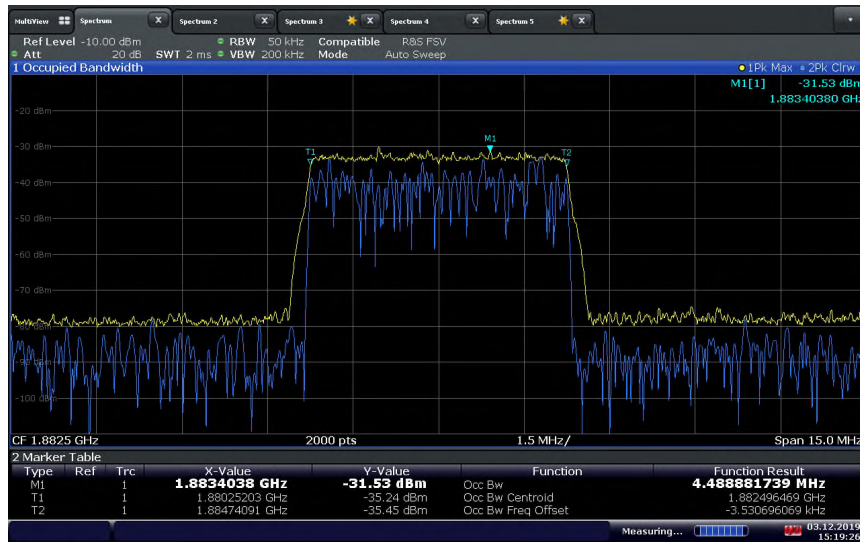 MultiView Spectrum X Spectrum 2 X Spectrum 3 X Spectrum 4 X Spectrum 5 X
Ref Level -10.00 dBm RBW 50 kHz Compatible R&S FSV
Att 20 dB SWT 2 ms VBW 200 kHz Mode Auto Sweep
1 Occupied Bandwidth 1Pk Max 2Pk Clrw
M1[1] -31.53 dBm
1.88340380 GHz
-20 dBm
-30 dBm
M1
T1 T2
-40 dBm
-50 dBm
-60 dBm
-70 dBm
-80 dBm
-90 dBm
-100 dBm
CF 1.8825 GHz 2000 pts 1.5 MHz/ Span 15.0 MHz
2 Marker Table
Type Ref Trc X-Value Y-Value Function Function Result
M1 1 1.8834038 GHz -31.53 dBm Occ Bw 4.488881739 MHz
T1 1 1.88025203 GHz -35.24 dBm Occ Bw Centroid 1.882496469 GHz
T2 1 1.88474091 GHz -35.45 dBm Occ Bw Freq Offset -3.530696069 kHz
Measuring... 03.12.2019
15:19:26